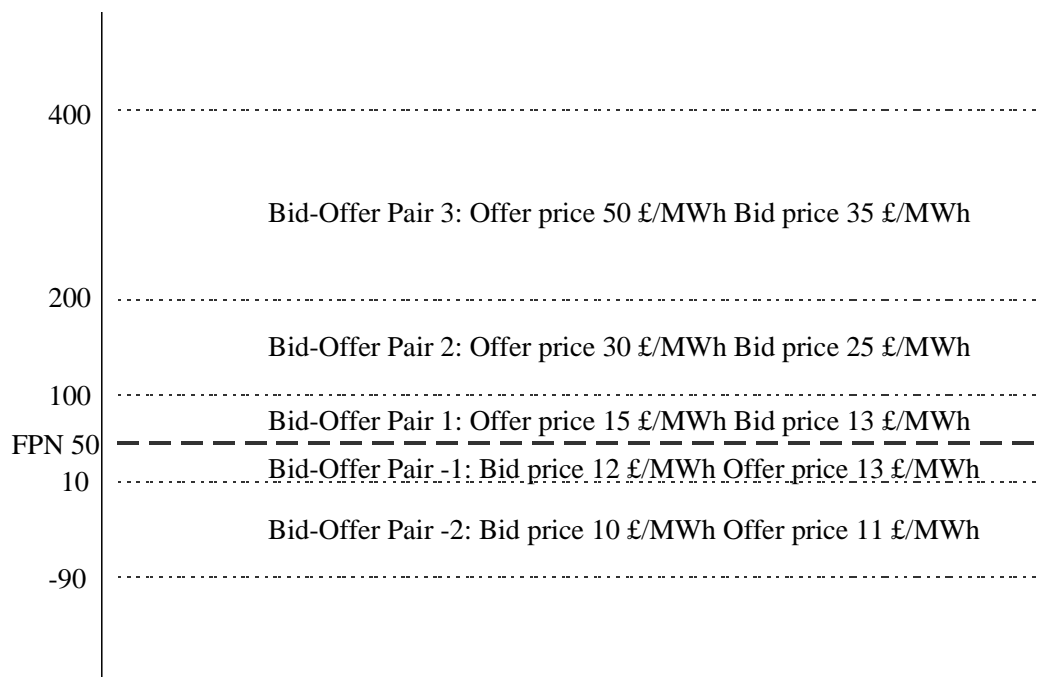 400
Bid-Offer Pair 3: Offer price 50 £/MWh Bid price 35 £/MWh
200
Bid-Offer Pair 2: Offer price 30 £/MWh Bid price 25 £/MWh
100
Bid-Offer Pair 1: Offer price 15 £/MWh Bid price 13 £/MWh
FPN 50
Bid-Offer Pair -1: Bid price 12 £/MWh Offer price 13 £/MWh
10
Bid-Offer Pair -2: Bid price 10 £/MWh Offer price 11 £/MWh
-90